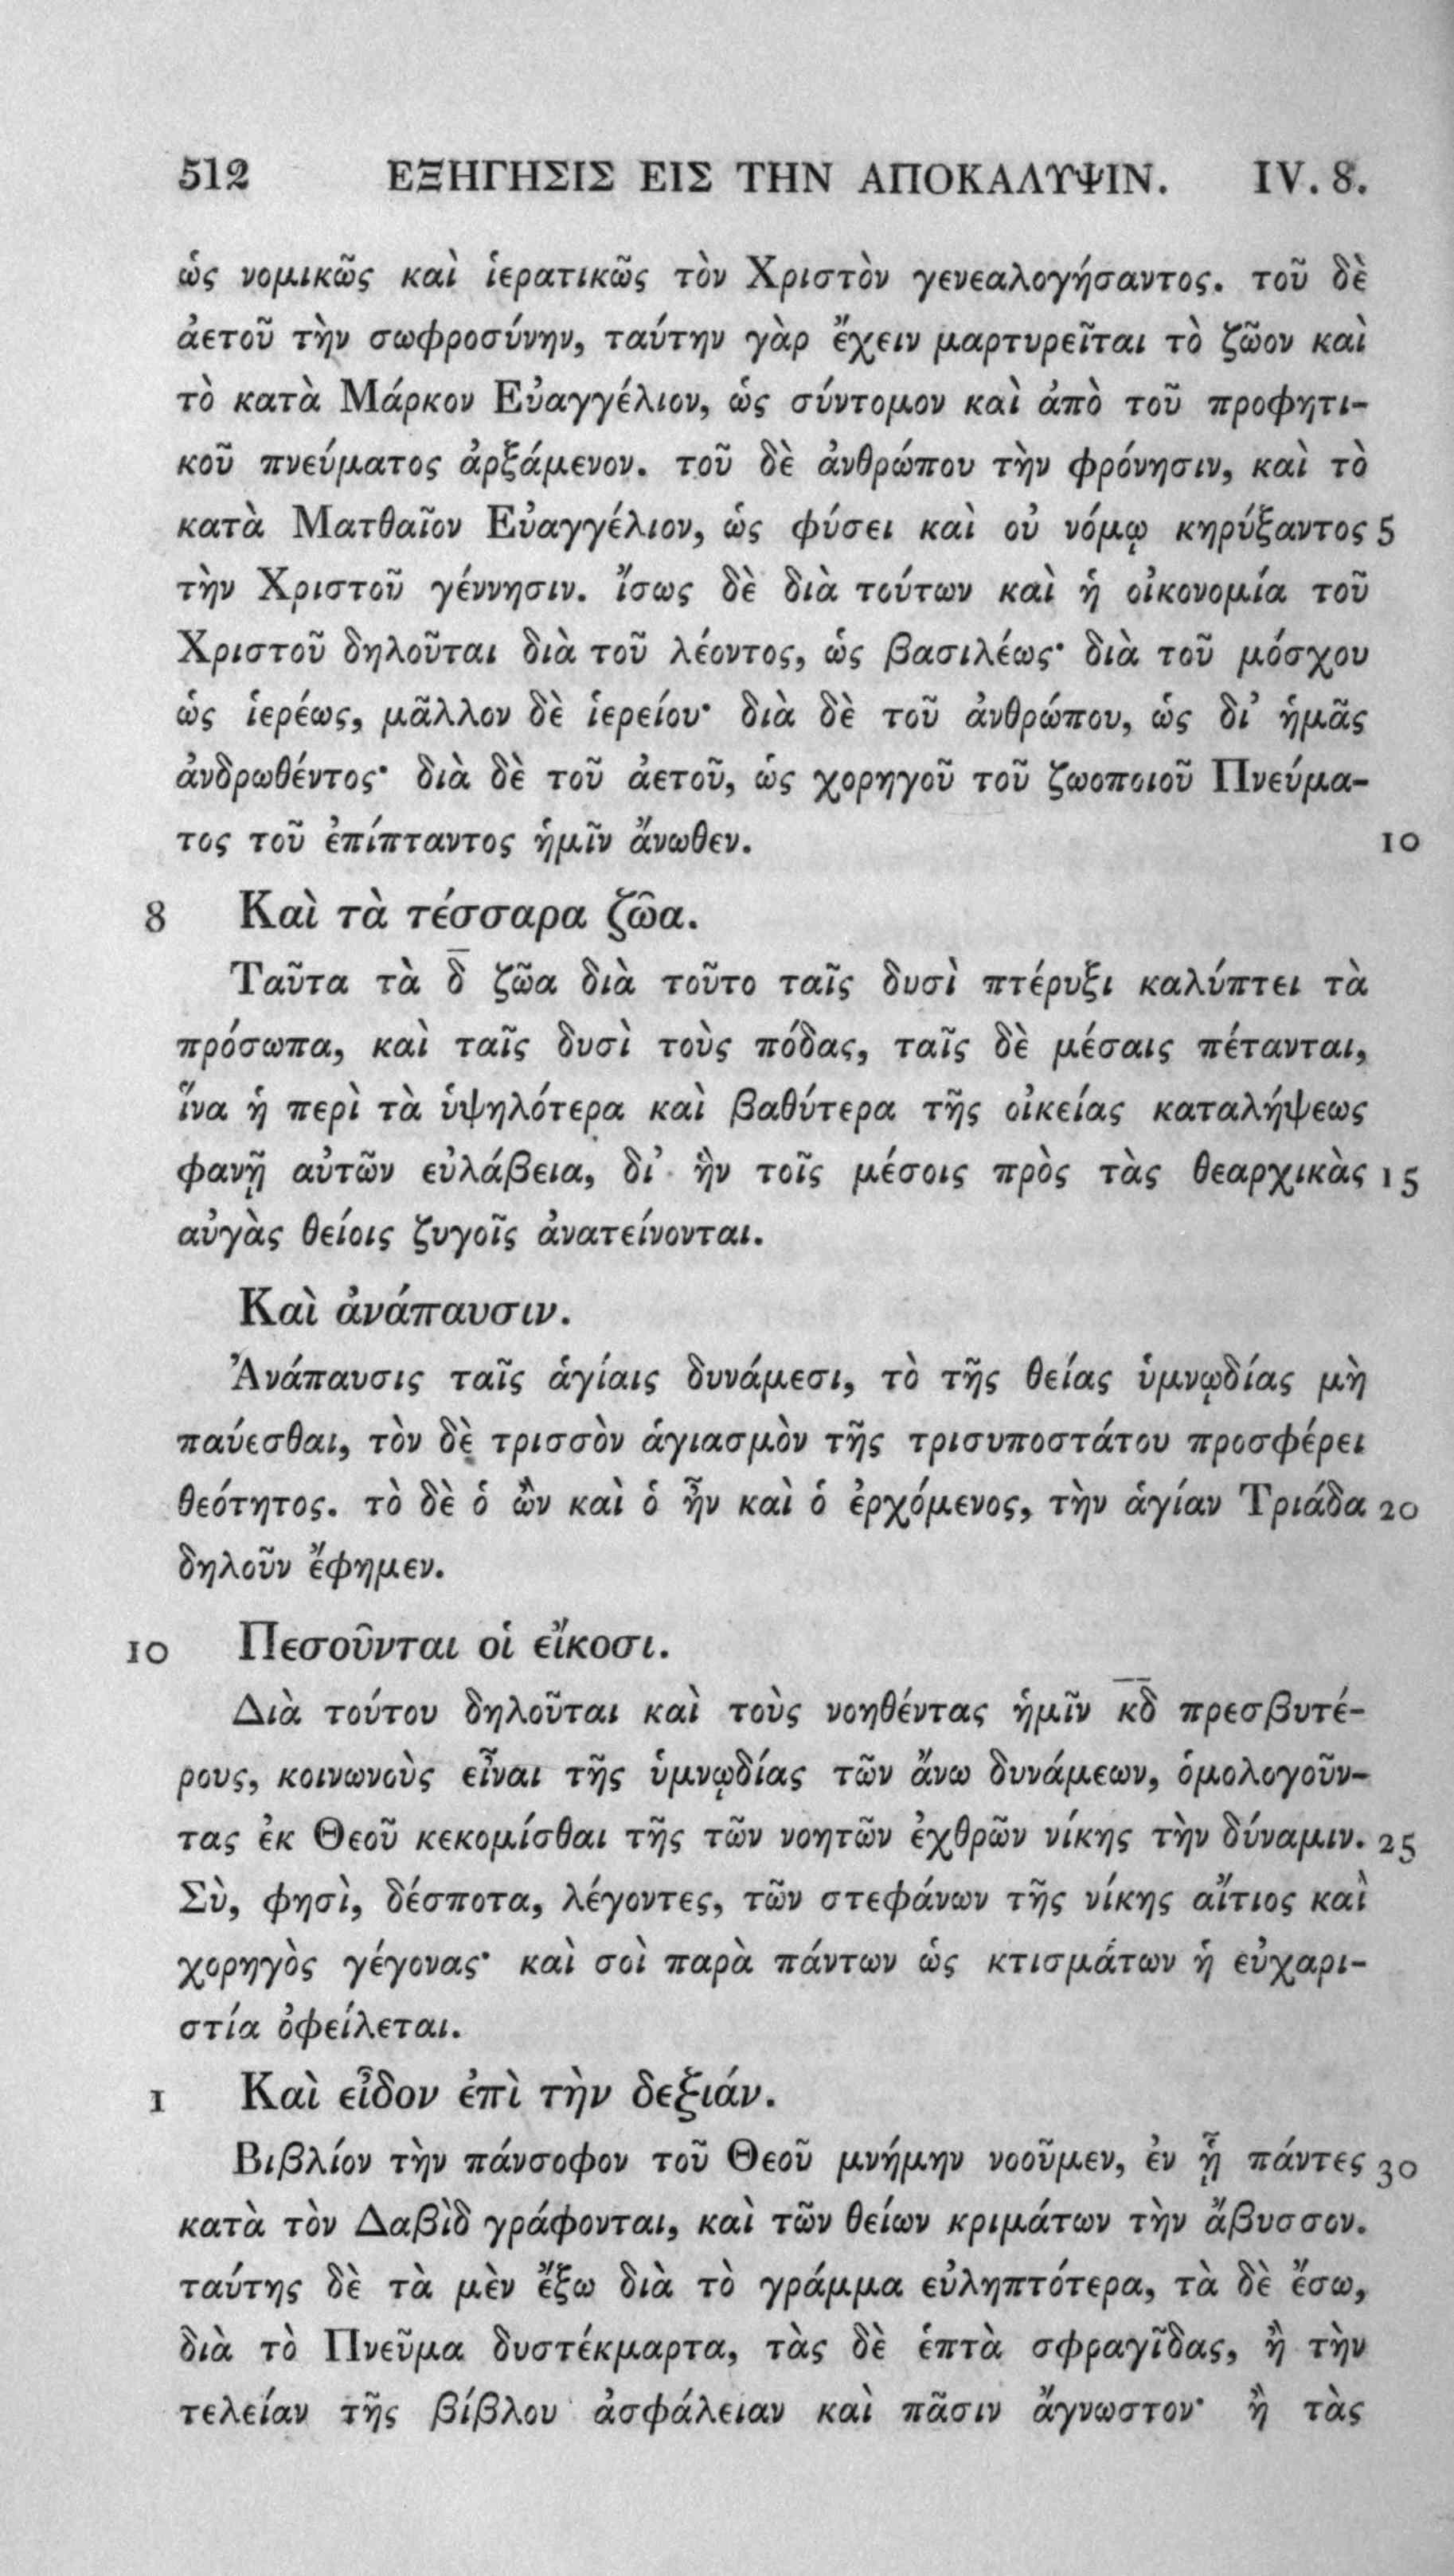 512 ΕΞΗΓΗΣΙΣ ΕΙΣ ΤΗΝ ΑΠΟΚΑΛΥΨΙΝ. IV. 8.
ὡς νομικῶς καὶ ἱερατικῶς τὸν Χριστὸν γενεαλογήσαντος. τοῦ δὲ
ἀετοῦ τὴν σωφροσύνην, ταύτην γὰρ ἔχειν μαρτυρεῖται τὸ ζῶον καὶ
τὸ κατὰ Μάρκον Εὐαγγέλιον, ὡς σύντομον καὶ ἀπὸ τοῦ προφητι-
κοῦ πνεύματος ἀρξάμενον. τοῦ δὲ ἀνθρώπου τὴν φρόνησιν, καὶ τὸ
κατὰ Ματθαῖον Εὐαγγέλιον, ὡς φύσει καὶ οὐ νόμῳ κηρύξαντος 5
τὴν Χριστοῦ γέννησιν. ἴσως δὲ διὰ τούτων καὶ ἡ οἰκονομία τοῦ
Χριστοῦ δηλοῦται διὰ τοῦ λέοντος, ὡς βασιλέως· διὰ τοῦ μόσχου
ὡς ἱερέως, μᾶλλον δὲ ἱερείου· διὰ δὲ τοῦ ἀνθρώπου, ὡς δι’ ἡμᾶς
ἀνδρωθέντος· διὰ δὲ τοῦ ἀετοῦ, ὡς χορηγοῦ τοῦ ζωοποιοῦ Πνεύμα-
τος τοῦ ἐπίπταντος ἡμῖν ἄνωθεν. 10
8 Καὶ τὰ τέσσαρα ζῶα.
Ταῦτα τὰ δ̅ ζῶα διὰ τοῦτο ταῖς δυσὶ πτέρυξι καλύπτει τὰ
πρόσωπα, καὶ ταῖς δυσὶ τοὺς πόδας, ταῖς δὲ μέσαις πέτανται,
ἵνα ἡ περὶ τὰ ὑψηλότερα καὶ βαθύτερα τῆς οἰκείας καταλήψεως
φανῇ αὐτῶν εὐλάβεια, δι’ ἣν τοῖς μέσοις πρὸς τὰς θεαρχικὰς 15
αὐγὰς θείοις ζυγοῖς ἀνατείνονται.
Καὶ ἀνάπαυσιν.
Ἀνάπαυσις ταῖς ἁγίαις δυνάμεσι, τὸ τῆς θείας ὑμνῳδίας μὴ
παύεσθαι, τὸν δὲ τρισσὸν ἁγιασμὸν τῆς τρισυποστάτου προσφέρει
θεότητος. τὸ δὲ ὁ ὢν καὶ ὁ ἦν καὶ ὁ ἐρχόμενος, τὴν ἁγίαν Τριάδα 20
δηλοῦν ἔφημεν.
10 Πεσοῦνται οἱ εἴκοσι.
Διὰ τούτου δηλοῦται καὶ τοὺς νοηθέντας ἡμῖν κ̅δ̅ πρεσβυτέ-
ρους, κοινωνοὺς εἶναι τῆς ὑμνῳδίας τῶν ἄνω δυνάμεων, ὁμολογοῦν-
τας ἐκ Θεοῦ κεκομίσθαι τῆς τῶν νοητῶν ἐχθρῶν νίκης τὴν δύναμιν. 25
Σὺ, φησὶ, δέσποτα, λέγοντες, τῶν στεφάνων τῆς νίκης αἴτιος καὶ
χορηγὸς γέγονας· καὶ σοὶ παρὰ πάντων ὡς κτισμάτων ἡ εὐχαρι-
στία ὀφείλεται.
1 Καὶ εἶδον ἐπὶ τὴν δεξιάν.
Βιβλίον τὴν πάνσοφον τοῦ Θεοῦ μνήμην νοοῦμεν, ἐν ᾗ πάντες 30
κατὰ τὸν Δαβὶδ γράφονται, καὶ τῶν θείων κριμάτων τὴν ἄβυσσον.
ταύτης δὲ τὰ μὲν ἔξω διὰ τὸ γράμμα εὐληπτότερα, τὰ δὲ ἔσω,
διὰ τὸ Πνεῦμα δυστέκμαρτα, τὰς δὲ ἑπτὰ σφραγῖδας, ἢ τὴν
τελείαν τῆς βίβλου ἀσφάλειαν καὶ πᾶσιν ἄγνωστον· ἢ τὰς